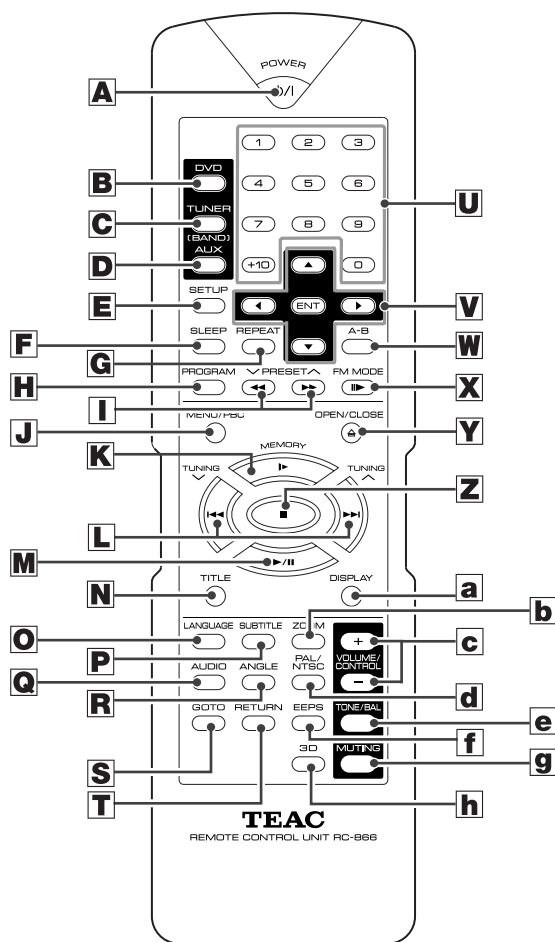 POWER
A
1 2 3
DVD
B 4 5 6
U
TUNER
C 7 8 9
(BAND)
AUX
D +10 0
SETUP
E ENT V
SLEEP REPEAT A-B
F W
G
PROGRAM PRESET FM MODE
H X
I
MENU/PBC OPEN/CLOSE
J Y
K MEMORY
TUNING TUNING
Z
L
M
TITLE DISPLAY
N a
b
LANGUAGE SUBTITLE ZOOM
O + c
P VOLUME/
CONTROL
AUDIO ANGLE PAL/
NTSC
Q −
R d
GOTO RETURN EEPS TONE/BAL
e
S f
3D MUTING
T g
h
TEAC
REMOTE CONTROL UNIT RC-866